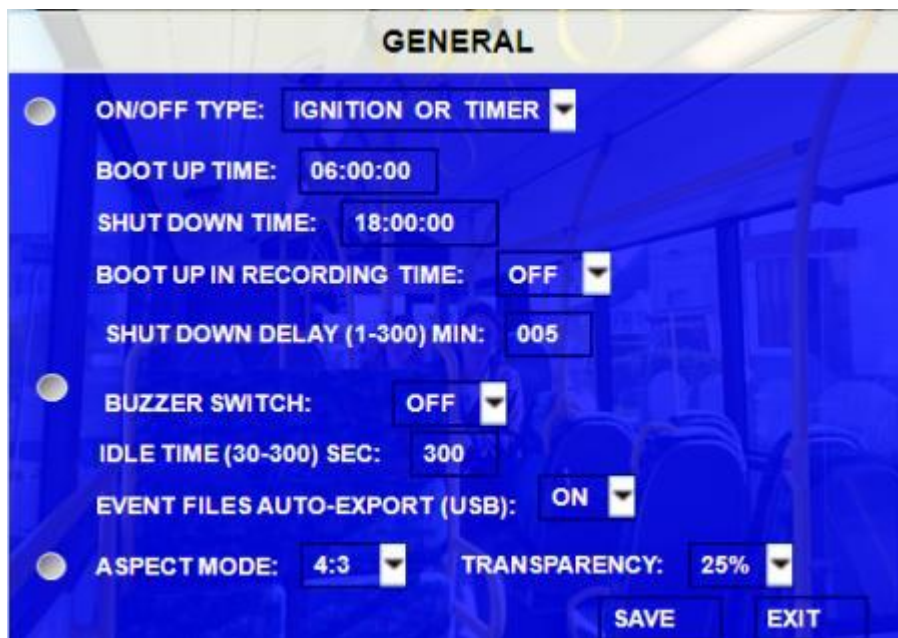 GENERAL
ON/OFF TYPE: IGNITION OR TIMER
BOOT UP TIME: 06:00:00
SHUT DOWN TIME: 18:00:00
BOOT UP IN RECORDING TIME: OFF
SHUT DOWN DELAY (1-300) MIN: 005
BUZZER SWITCH: OFF
IDLE TIME (30-300) SEC: 300
EVENT FILES AUTO-EXPORT (USB): ON
ASPECT MODE: 4:3 TRANSPARENCY: 25%
SAVE EXIT